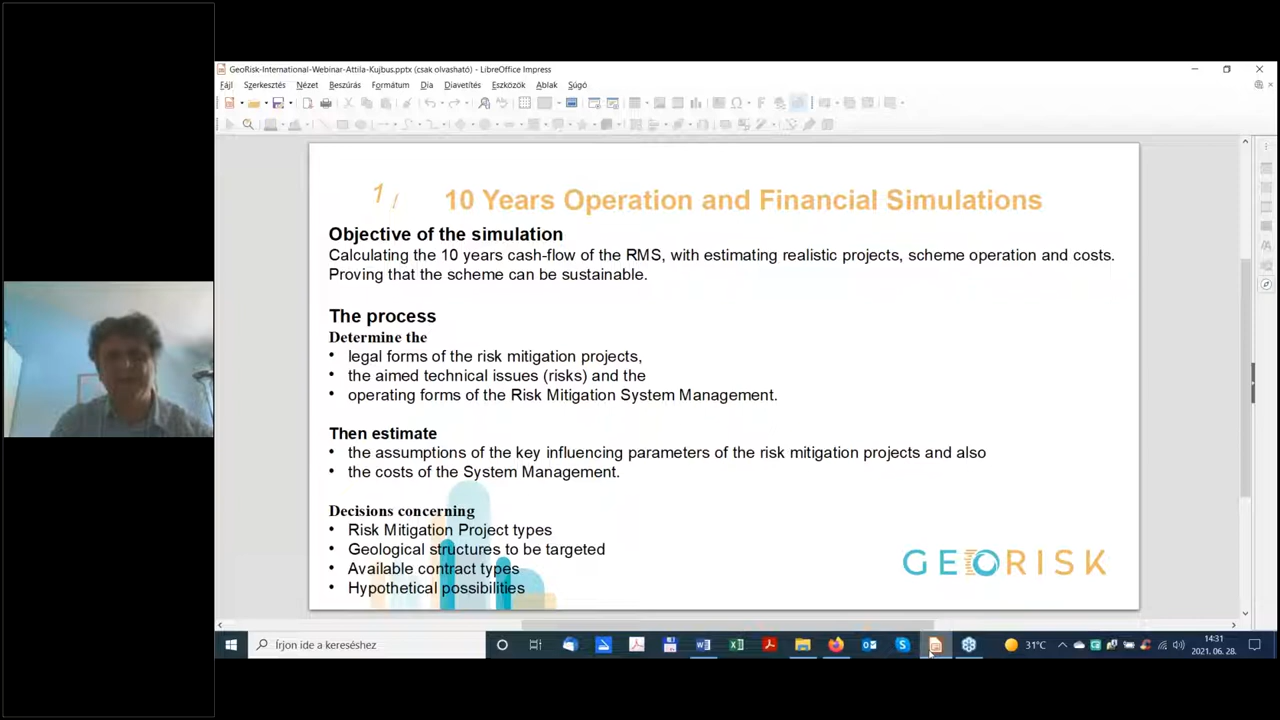 GeoRisk-International-Webinar-Attila-Kujbus.pptx (csak olvasható) - LibreOffice Impress
Fájl Szerkesztés Nézet Beszúrás Formátum Dia Diavetítés Eszközök Ablak Súgó
1 / 10 Years Operation and Financial Simulations
Objective of the simulation
Calculating the 10 years cash-flow of the RMS, with estimating realistic projects, scheme operation and costs.
Proving that the scheme can be sustainable.
The process
Determine the
• legal forms of the risk mitigation projects,
• the aimed technical issues (risks) and the
• operating forms of the Risk Mitigation System Management.
Then estimate
• the assumptions of the key influencing parameters of the risk mitigation projects and also
• the costs of the System Management.
Decisions concerning
• Risk Mitigation Project types
• Geological structures to be targeted
• Available contract types
• Hypothetical possibilities
GEORISK
Írjon ide a kereséshez
31°C
14:31
2021. 06. 28.